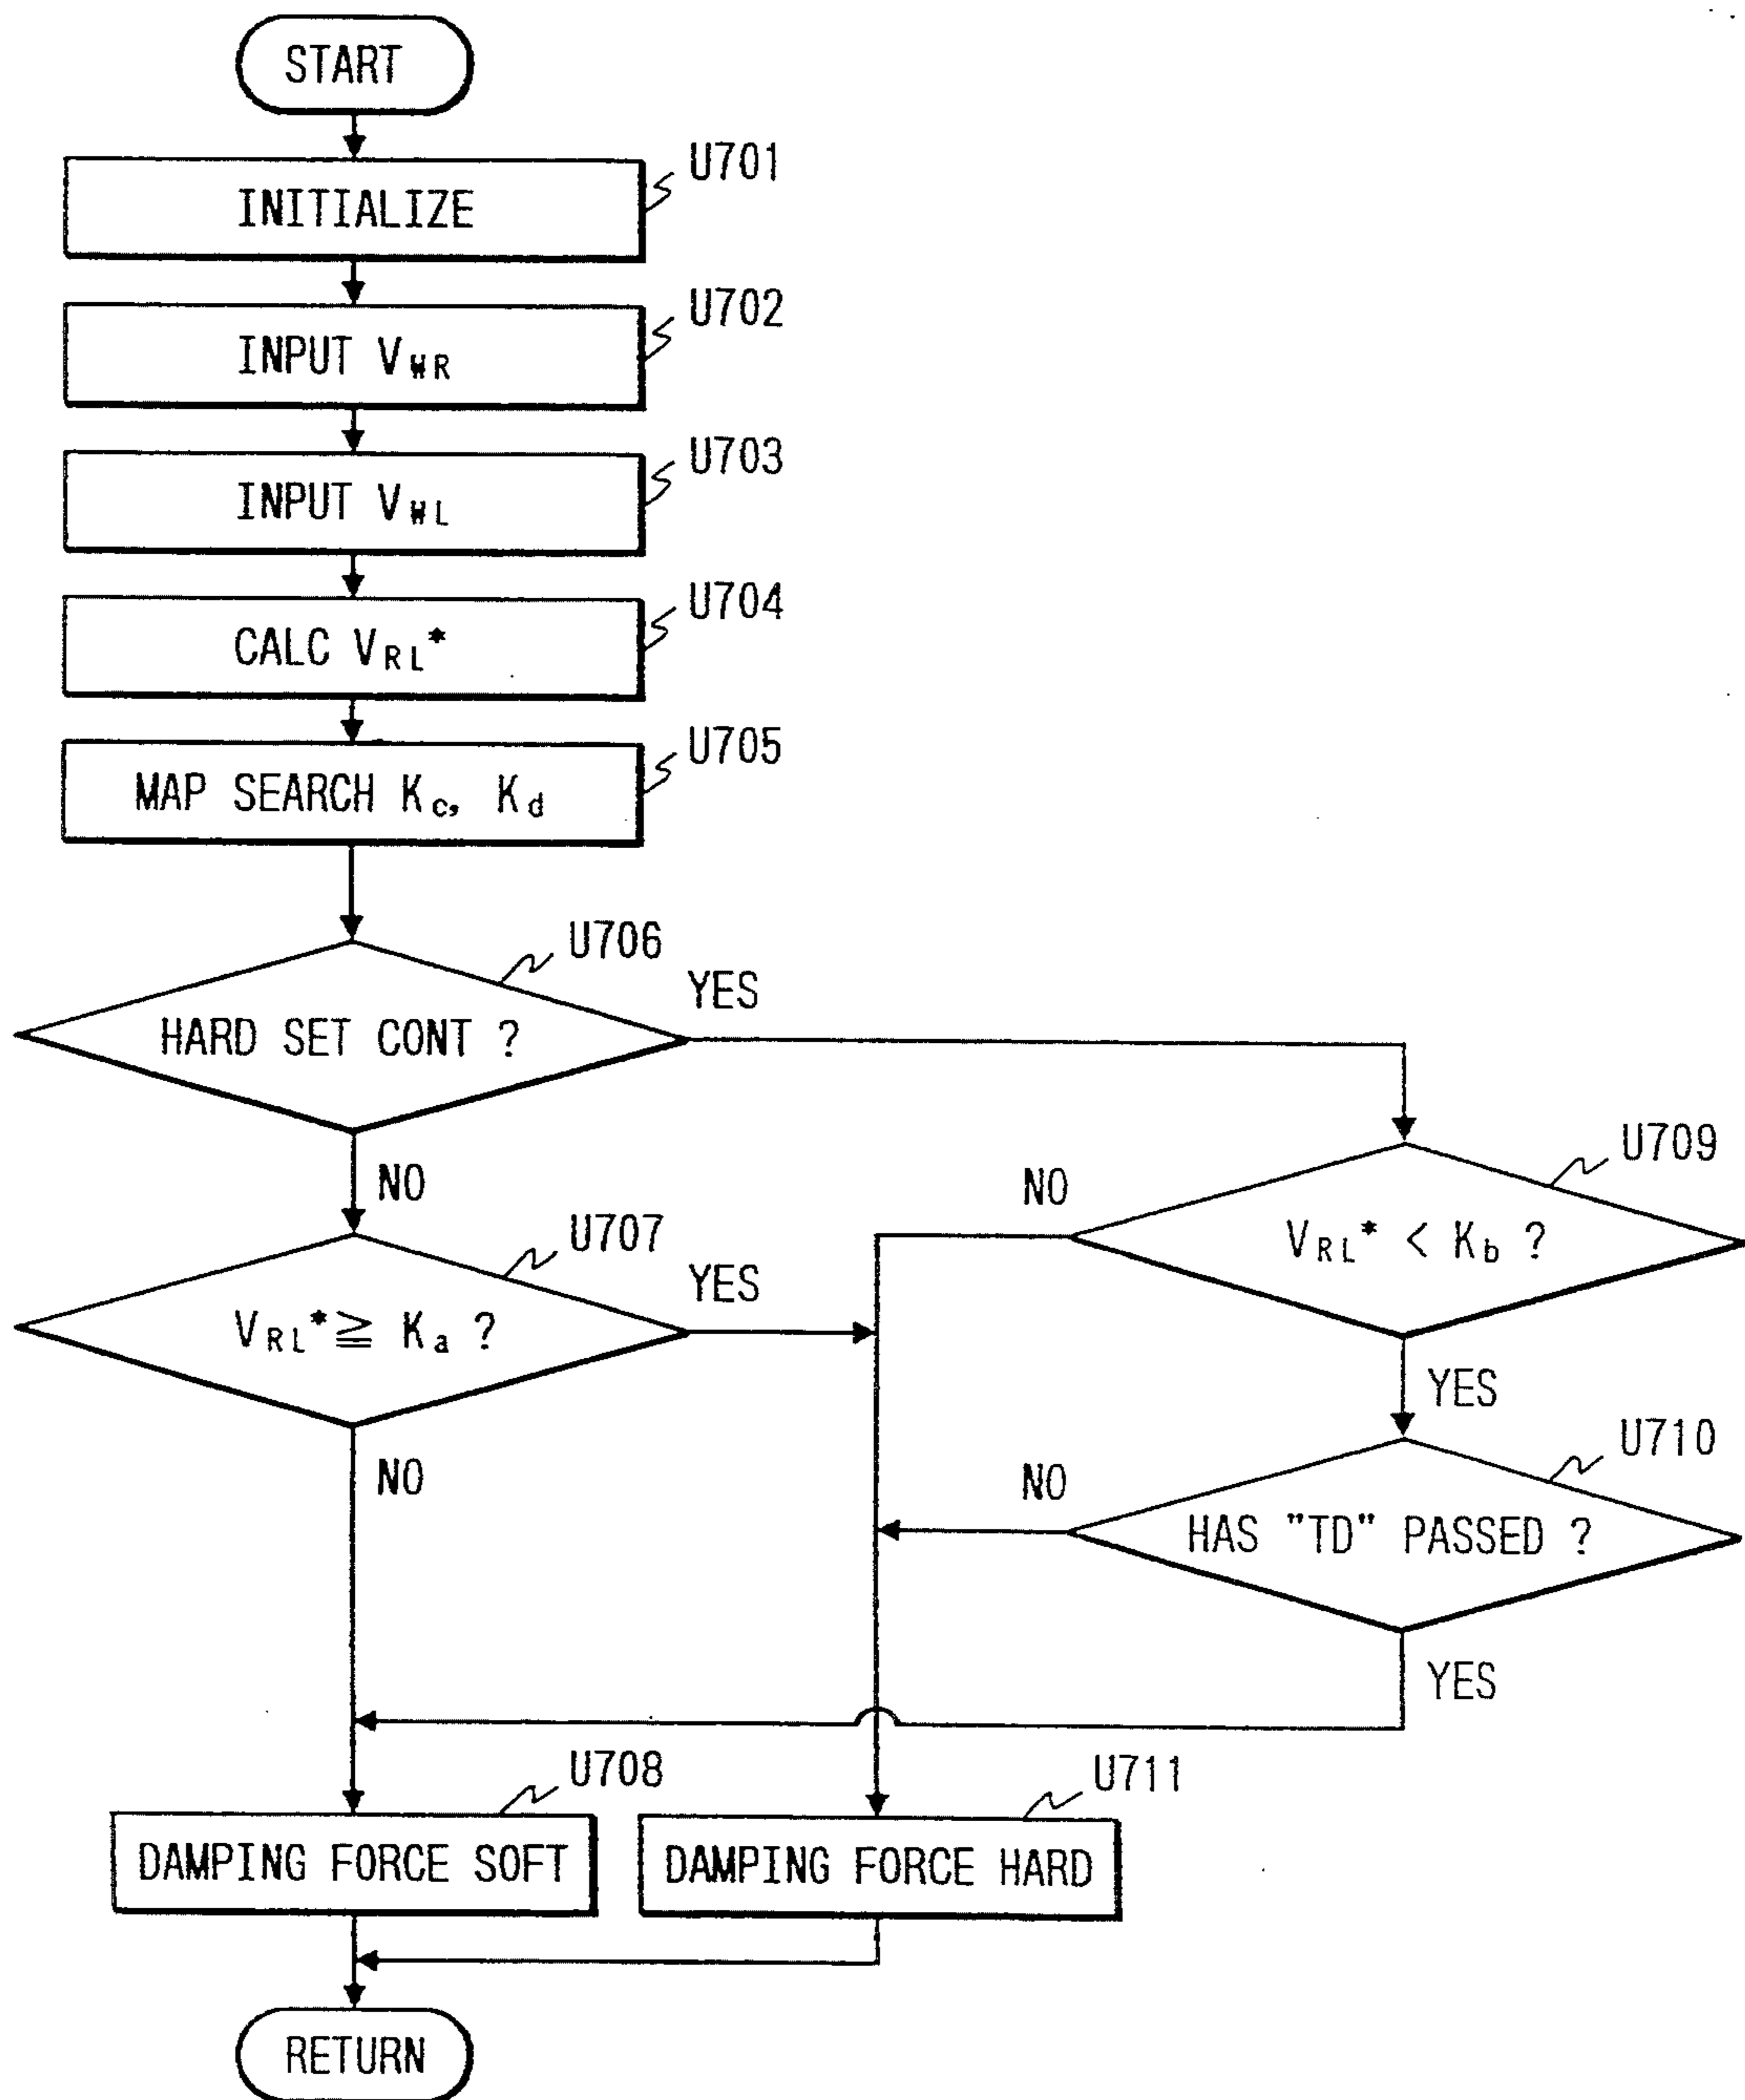 START
U701
INITIALIZE
U702
INPUT VWR
U703
INPUT VWL
U704
CALC VRL*
U705
MAP SEARCH Kc, Kd
U706
HARD SET CONT ?
YES
NO
U707
VRL* ≧ Ka ?
YES
NO
U709
VRL* < Kb ?
NO
YES
U710
HAS "TD" PASSED ?
NO
YES
U708
DAMPING FORCE SOFT
U711
DAMPING FORCE HARD
RETURN